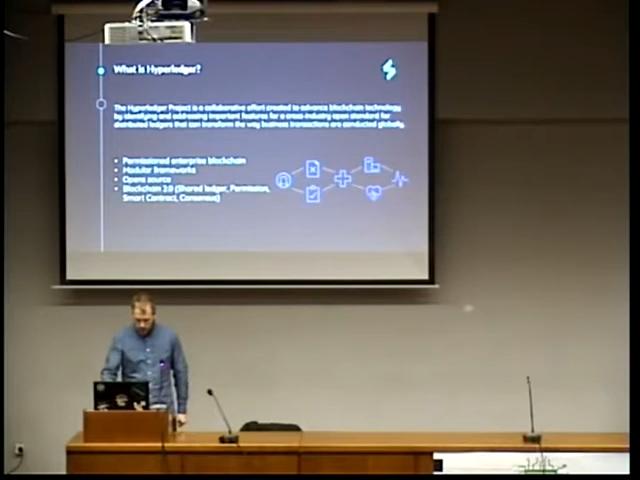 What is Hyperledger?
The Hyperledger Project is a collaborative effort created to advance blockchain technology
by identifying and addressing important features for a cross-industry open standard for
distributed ledgers that can transform the way business transactions are conducted globally.
• Permissioned enterprise blockchain
• Modular frameworks
• Open source
• Blockchain 2.0 (Shared ledger, Permission,
Smart Contract, Consensus)